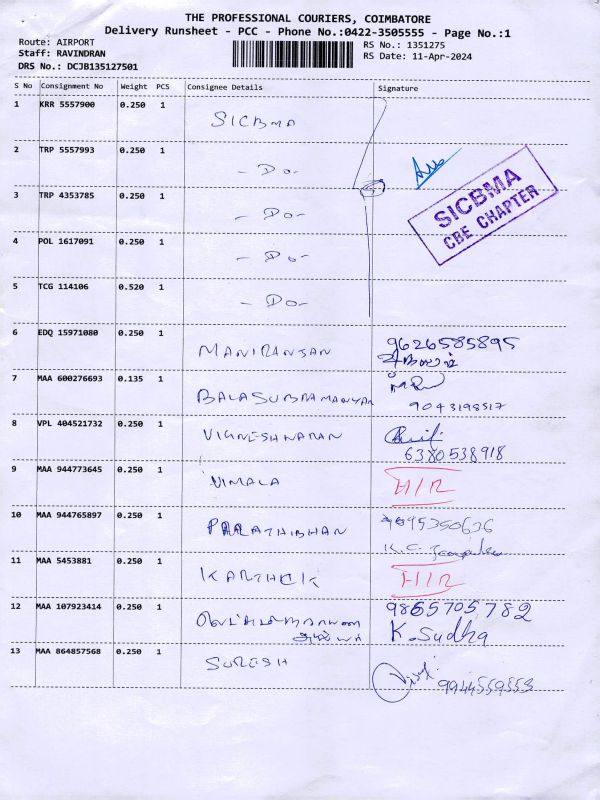 THE PROFESSIONAL COURIERS, COIMBATORE
Delivery Runsheet - PCC - Phone No.:0422-3505555 - Page No.:1
Route: AIRPORT
RS No.: 1351275
Staff: RAVINDRAN
RS Date: 11-Apr-2024
DRS No.: DCJB135127501
S No Consignment No Weight PCS Consignee Details Signature
1 KRR 5557900 0.250 1 SICBMA
2 TRP 5557993 0.250 1 - Do -
SICBMA
CBE CHAPTER
3 TRP 4353785 0.250 1 - Do -
4 POL 1617091 0.250 1 - Do -
5 TCG 114106 0.520 1 - Do -
6 EDQ 15971080 0.250 1 MANIRANJAN 9626585895
7 MAA 600276693 0.135 1 BALASUBRAMANYAN
9043198517
8 VPL 404521732 0.250 1 VIGNESHWARAN
6380538918
9 MAA 944773645 0.250 1 VIMALA H/R
10 MAA 944765897 0.250 1 PARATHIBHAN
11 MAA 5453881 0.250 1 KARTHEIK H/R
12 MAA 107923414 0.250 1 9865705782
K. Sudha
13 MAA 864857568 0.250 1 SURESH
9944559553